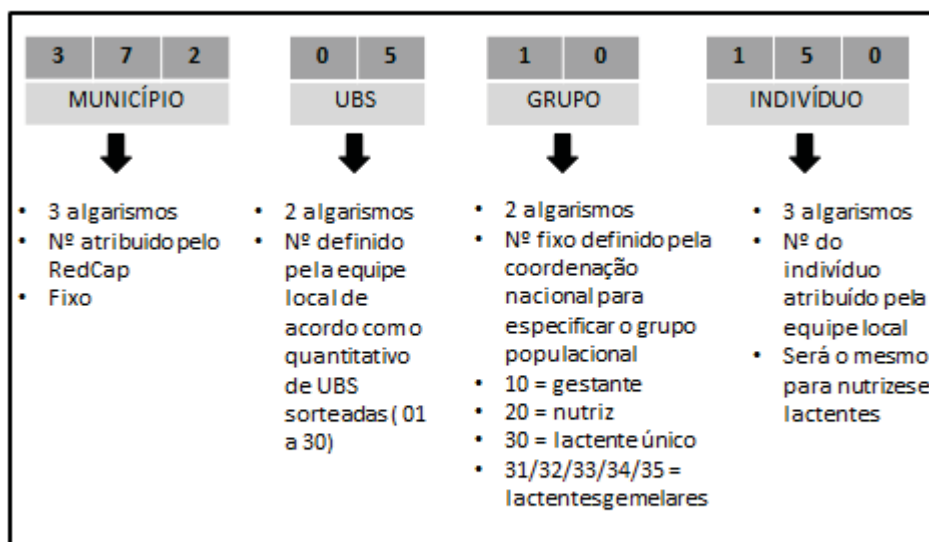 3 7 2
MUNICÍPIO
• 3 algarismos
• Nº atribuido pelo
RedCap
• Fixo
0 5
UBS
• 2 algarismos
• Nº definido
pela equipe
local de
acordo com o
quantitativo
de UBS
sorteadas ( 01
a 30)
1 0
GRUPO
• 2 algarismos
• Nº fixo definido pela
coordenação
nacional para
especificar o grupo
populacional
• 10 = gestante
• 20 = nutriz
• 30 = lactente único
• 31/32/33/34/35 =
lactentesgemelares
1 5 0
INDIVÍDUO
• 3 algarismos
• Nº do
indivíduo
atribuído pela
equipe local
• Será o mesmo
para nutrizese
lactentes